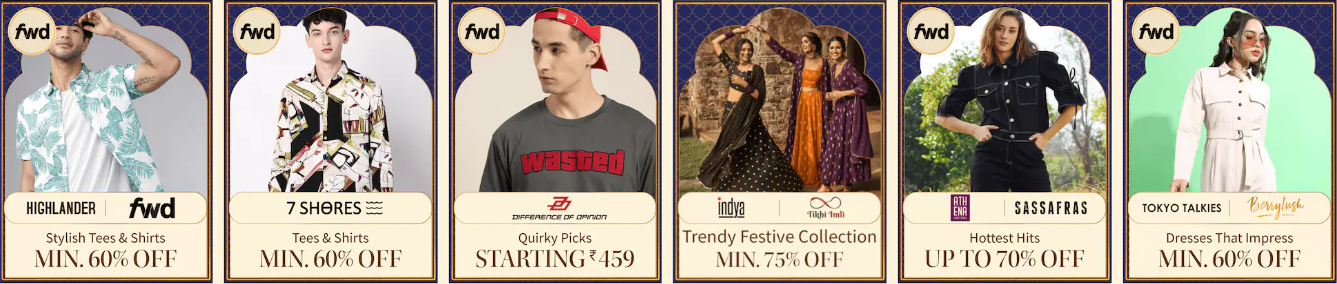 fwd
HIGHLANDER fwd
Stylish Tees & Shirts
MIN. 60% OFF
fwd
7 SHORES
Tees & Shirts
MIN. 60% OFF
fwd
wasted
DIFFERENCE OF OPINION
Quirky Picks
STARTING ₹459
indya Tikhi Imli
Trendy Festive Collection
MIN. 75% OFF
fwd
ATHENA SASSAFRAS
Hottest Hits
UP TO 70% OFF
fwd
TOKYO TALKIES Berrylush
Dresses That Impress
MIN. 60% OFF